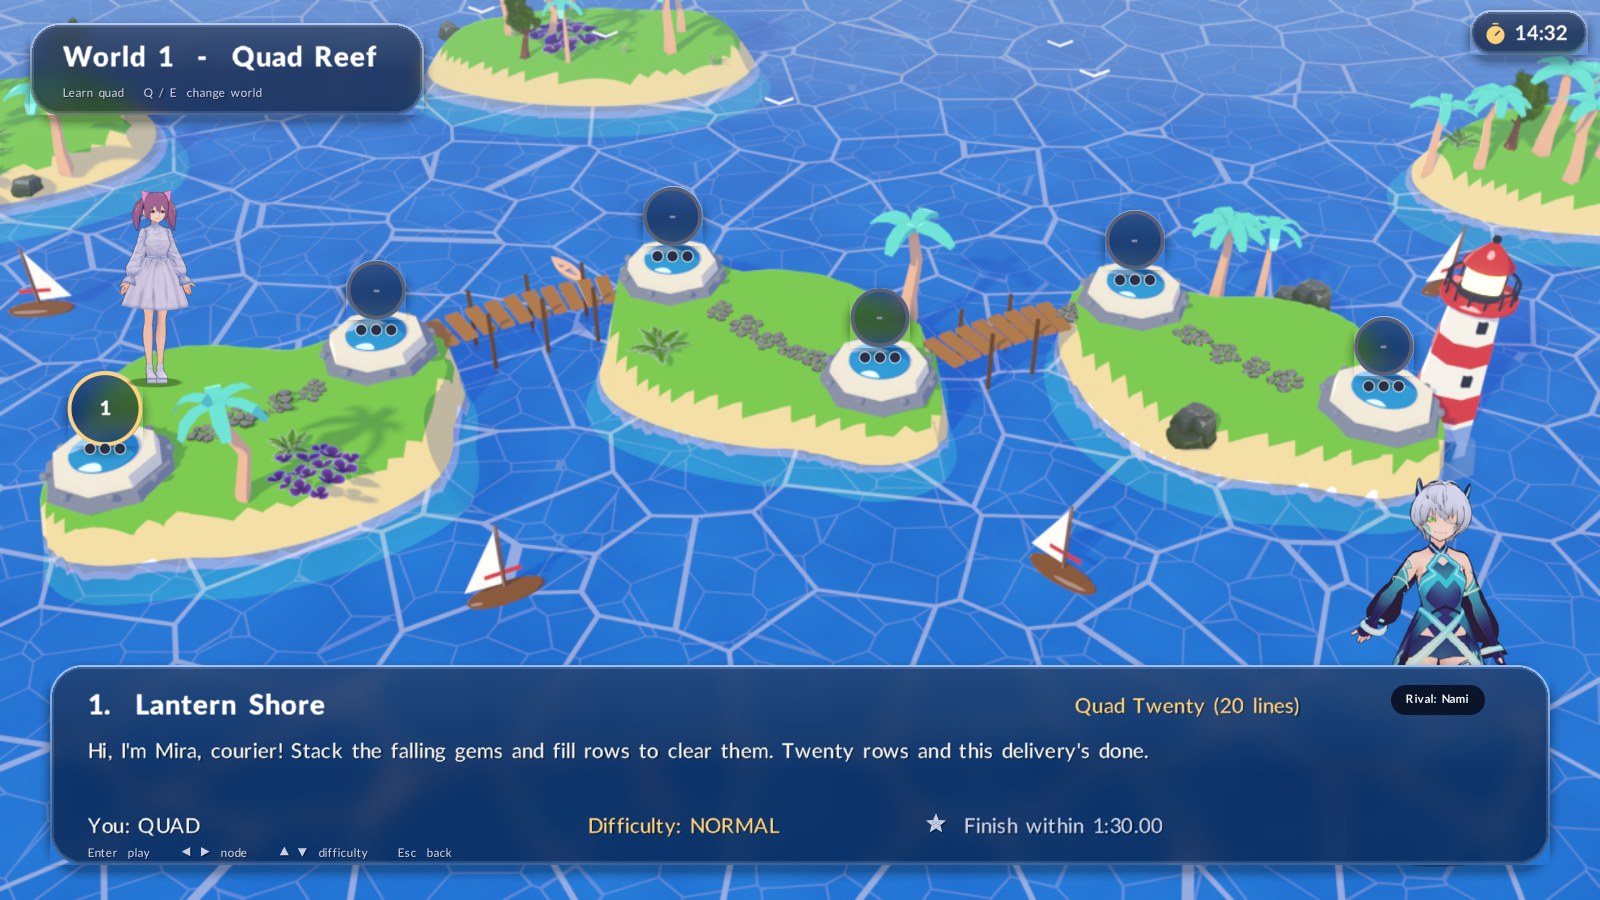 World 1 - Quad Reef
Learn quad Q / E change world
14:32
-
-
-
-
-
1
1. Lantern Shore
Quad Twenty (20 lines)
Rival: Nami
Hi, I'm Mira, courier! Stack the falling gems and fill rows to clear them. Twenty rows and this delivery's done.
You: QUAD
Difficulty: NORMAL
★ Finish within 1:30.00
Enter play ◀ ▶ node ▲ ▼ difficulty Esc back